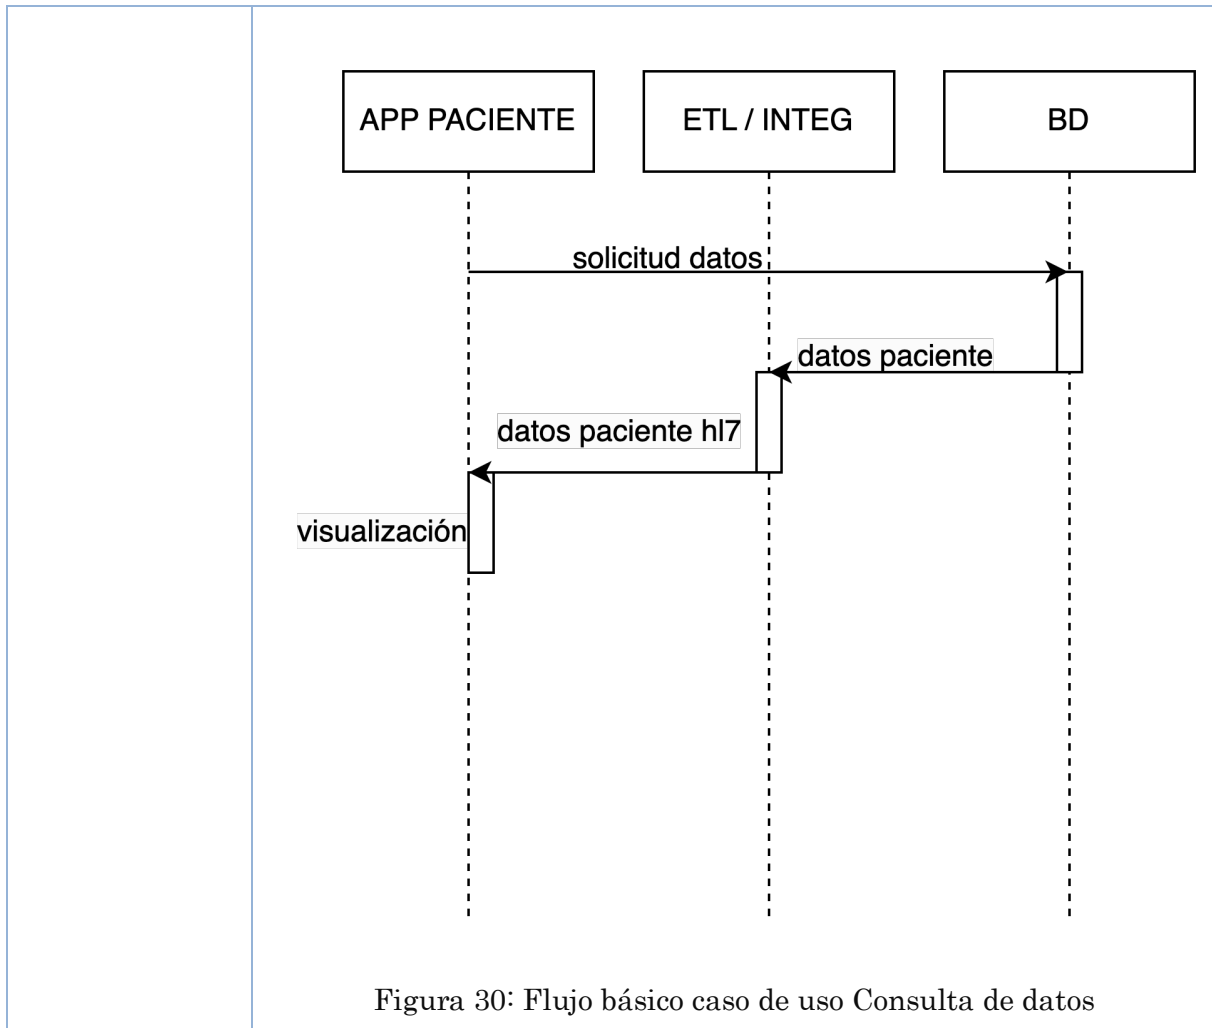 APP PACIENTE
ETL / INTEG
BD
solicitud datos
datos paciente
datos paciente hl7
visualización
Figura 30: Flujo básico caso de uso Consulta de datos